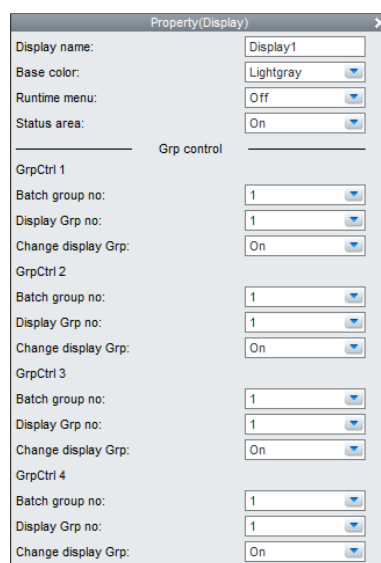 Property(Display)
Display name: Display1
Base color: Lightgray
Runtime menu: Off
Status area: On
Grp control
GrpCtrl 1
Batch group no: 1
Display Grp no: 1
Change display Grp: On
GrpCtrl 2
Batch group no: 1
Display Grp no: 1
Change display Grp: On
GrpCtrl 3
Batch group no: 1
Display Grp no: 1
Change display Grp: On
GrpCtrl 4
Batch group no: 1
Display Grp no: 1
Change display Grp: On